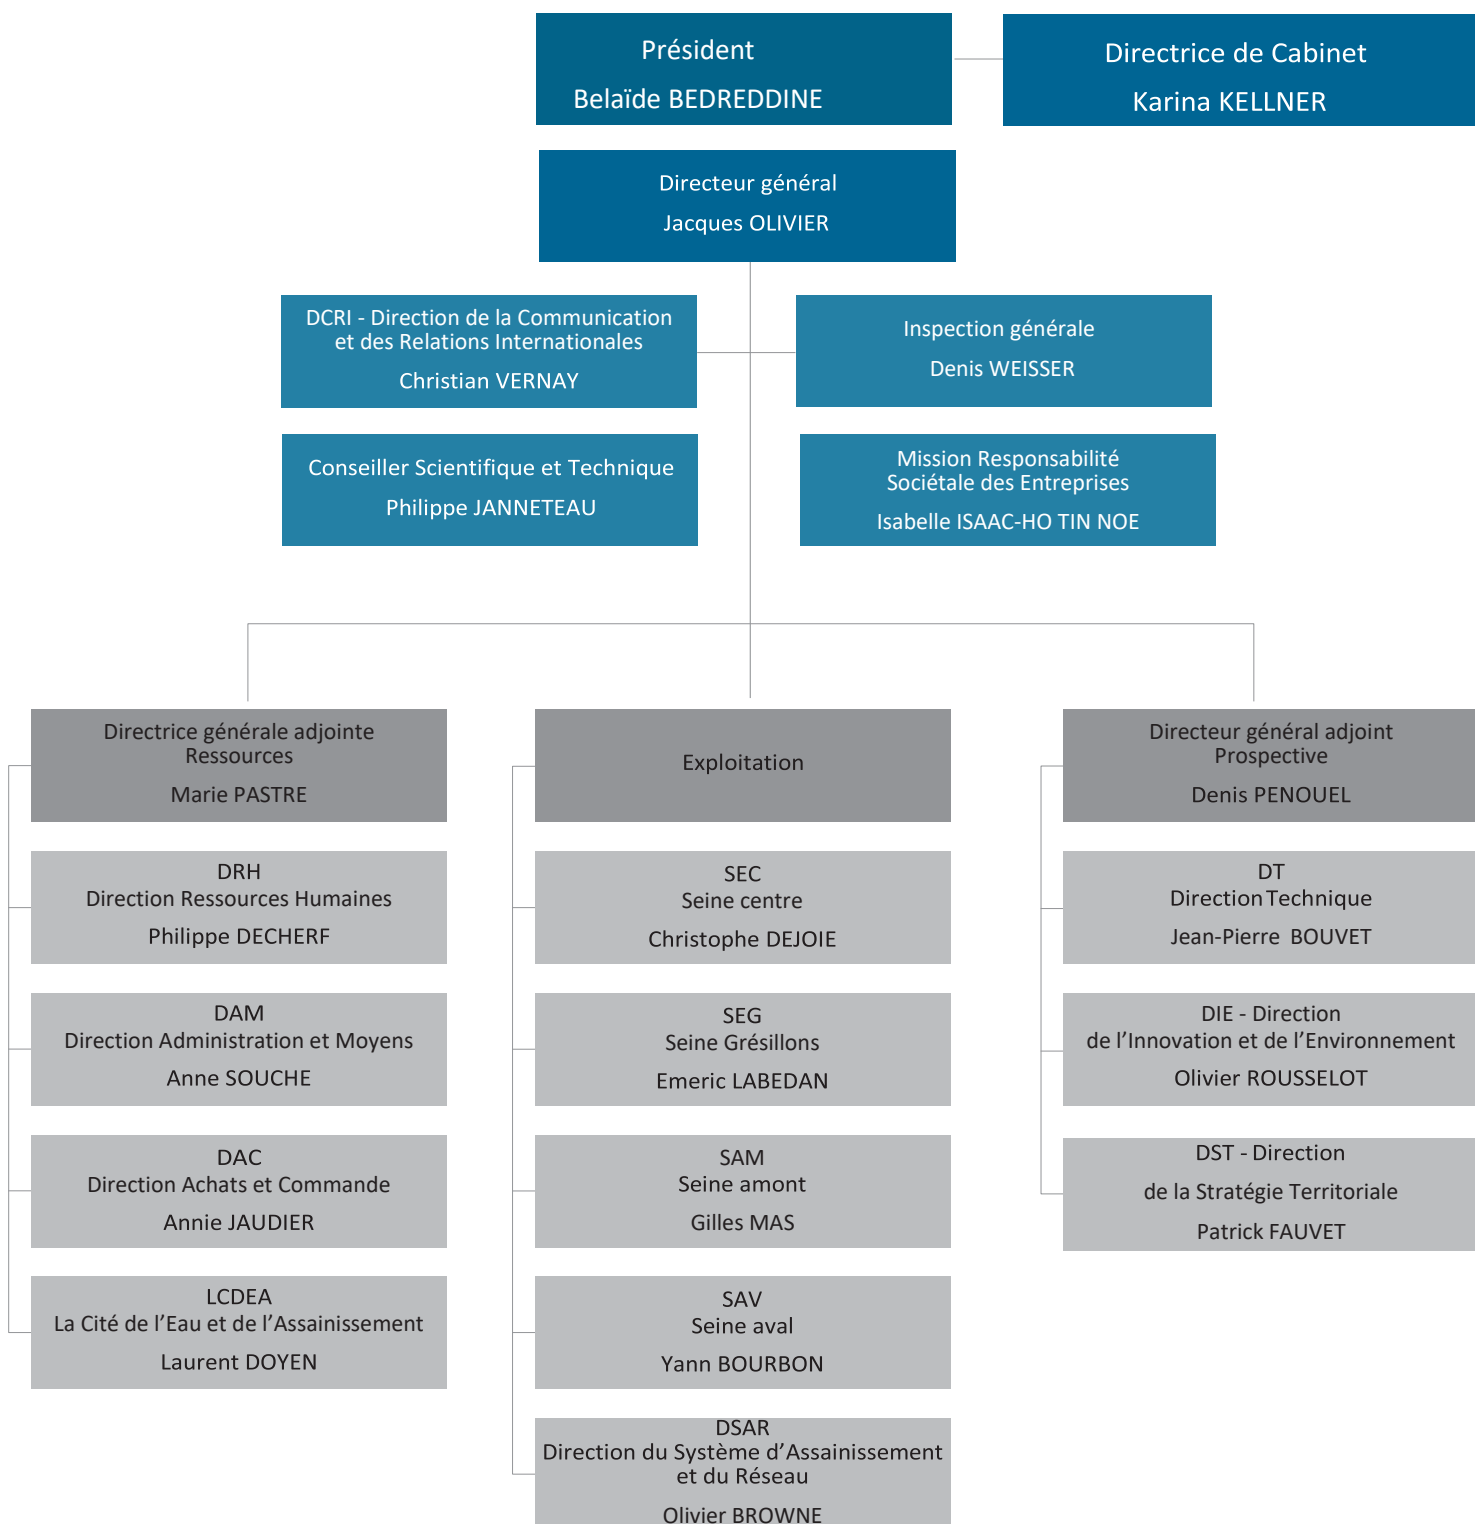 Président
Belaïde BEDREDDINE
Directrice de Cabinet
Karina KELLNER
Directeur général
Jacques OLIVIER
DCRI - Direction de la Communication
et des Relations Internationales
Christian VERNAY
Inspection générale
Denis WEISSER
Conseiller Scientifique et Technique
Philippe JANNETEAU
Mission Responsabilité
Sociétale des Entreprises
Isabelle ISAAC-HO TIN NOE
Directrice générale adjointe
Ressources
Marie PASTRE
DRH
Direction Ressources Humaines
Philippe DECHERF
DAM
Direction Administration et Moyens
Anne SOUCHE
DAC
Direction Achats et Commande
Annie JAUDIER
LCDEA
La Cité de l’Eau et de l’Assainissement
Laurent DOYEN
Exploitation
SEC
Seine centre
Christophe DEJOIE
SEG
Seine Grésillons
Emeric LABEDAN
SAM
Seine amont
Gilles MAS
SAV
Seine aval
Yann BOURBON
DSAR
Direction du Système d’Assainissement
et du Réseau
Olivier BROWNE
Directeur général adjoint
Prospective
Denis PENOUEL
DT
Direction Technique
Jean-Pierre BOUVET
DIE - Direction
de l’Innovation et de l’Environnement
Olivier ROUSSELOT
DST - Direction
de la Stratégie Territoriale
Patrick FAUVET